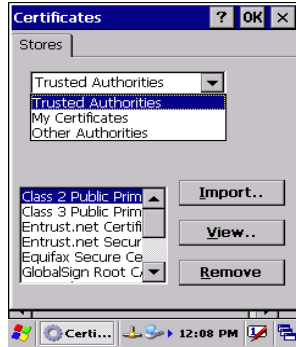 Certificates ? OK ×
Stores
Trusted Authorities
Trusted Authorities
My Certificates
Other Authorities
Class 2 Public Prim
Class 3 Public Prim
Entrust.net Certifi
Entrust.net Secur
Equifax Secure Ce
GlobalSign Root C
Import..
View..
Remove
Certi... 12:08 PM